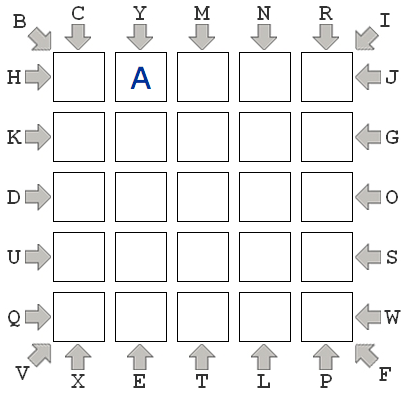 B C Y M N R I
H A J
K G
D O
U S
Q W
V X E T L P F